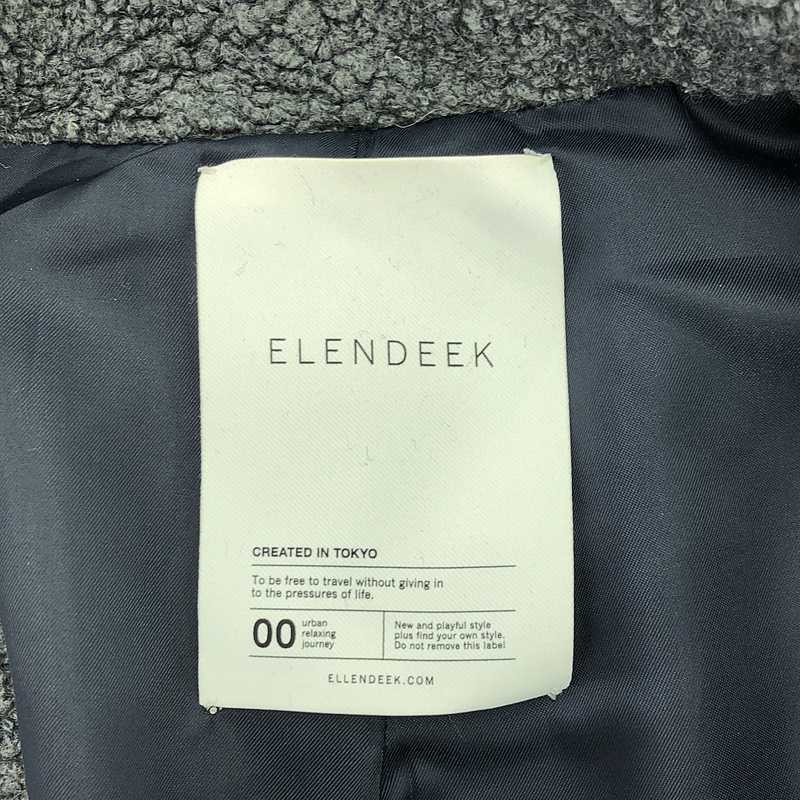 ELENDEEK
CREATED IN TOKYO
To be free to travel without giving in
to the pressures of life.
00
urban
relaxing
journey
New and playful style
plus find your own style.
Do not remove this label
ELLENDEEK.COM